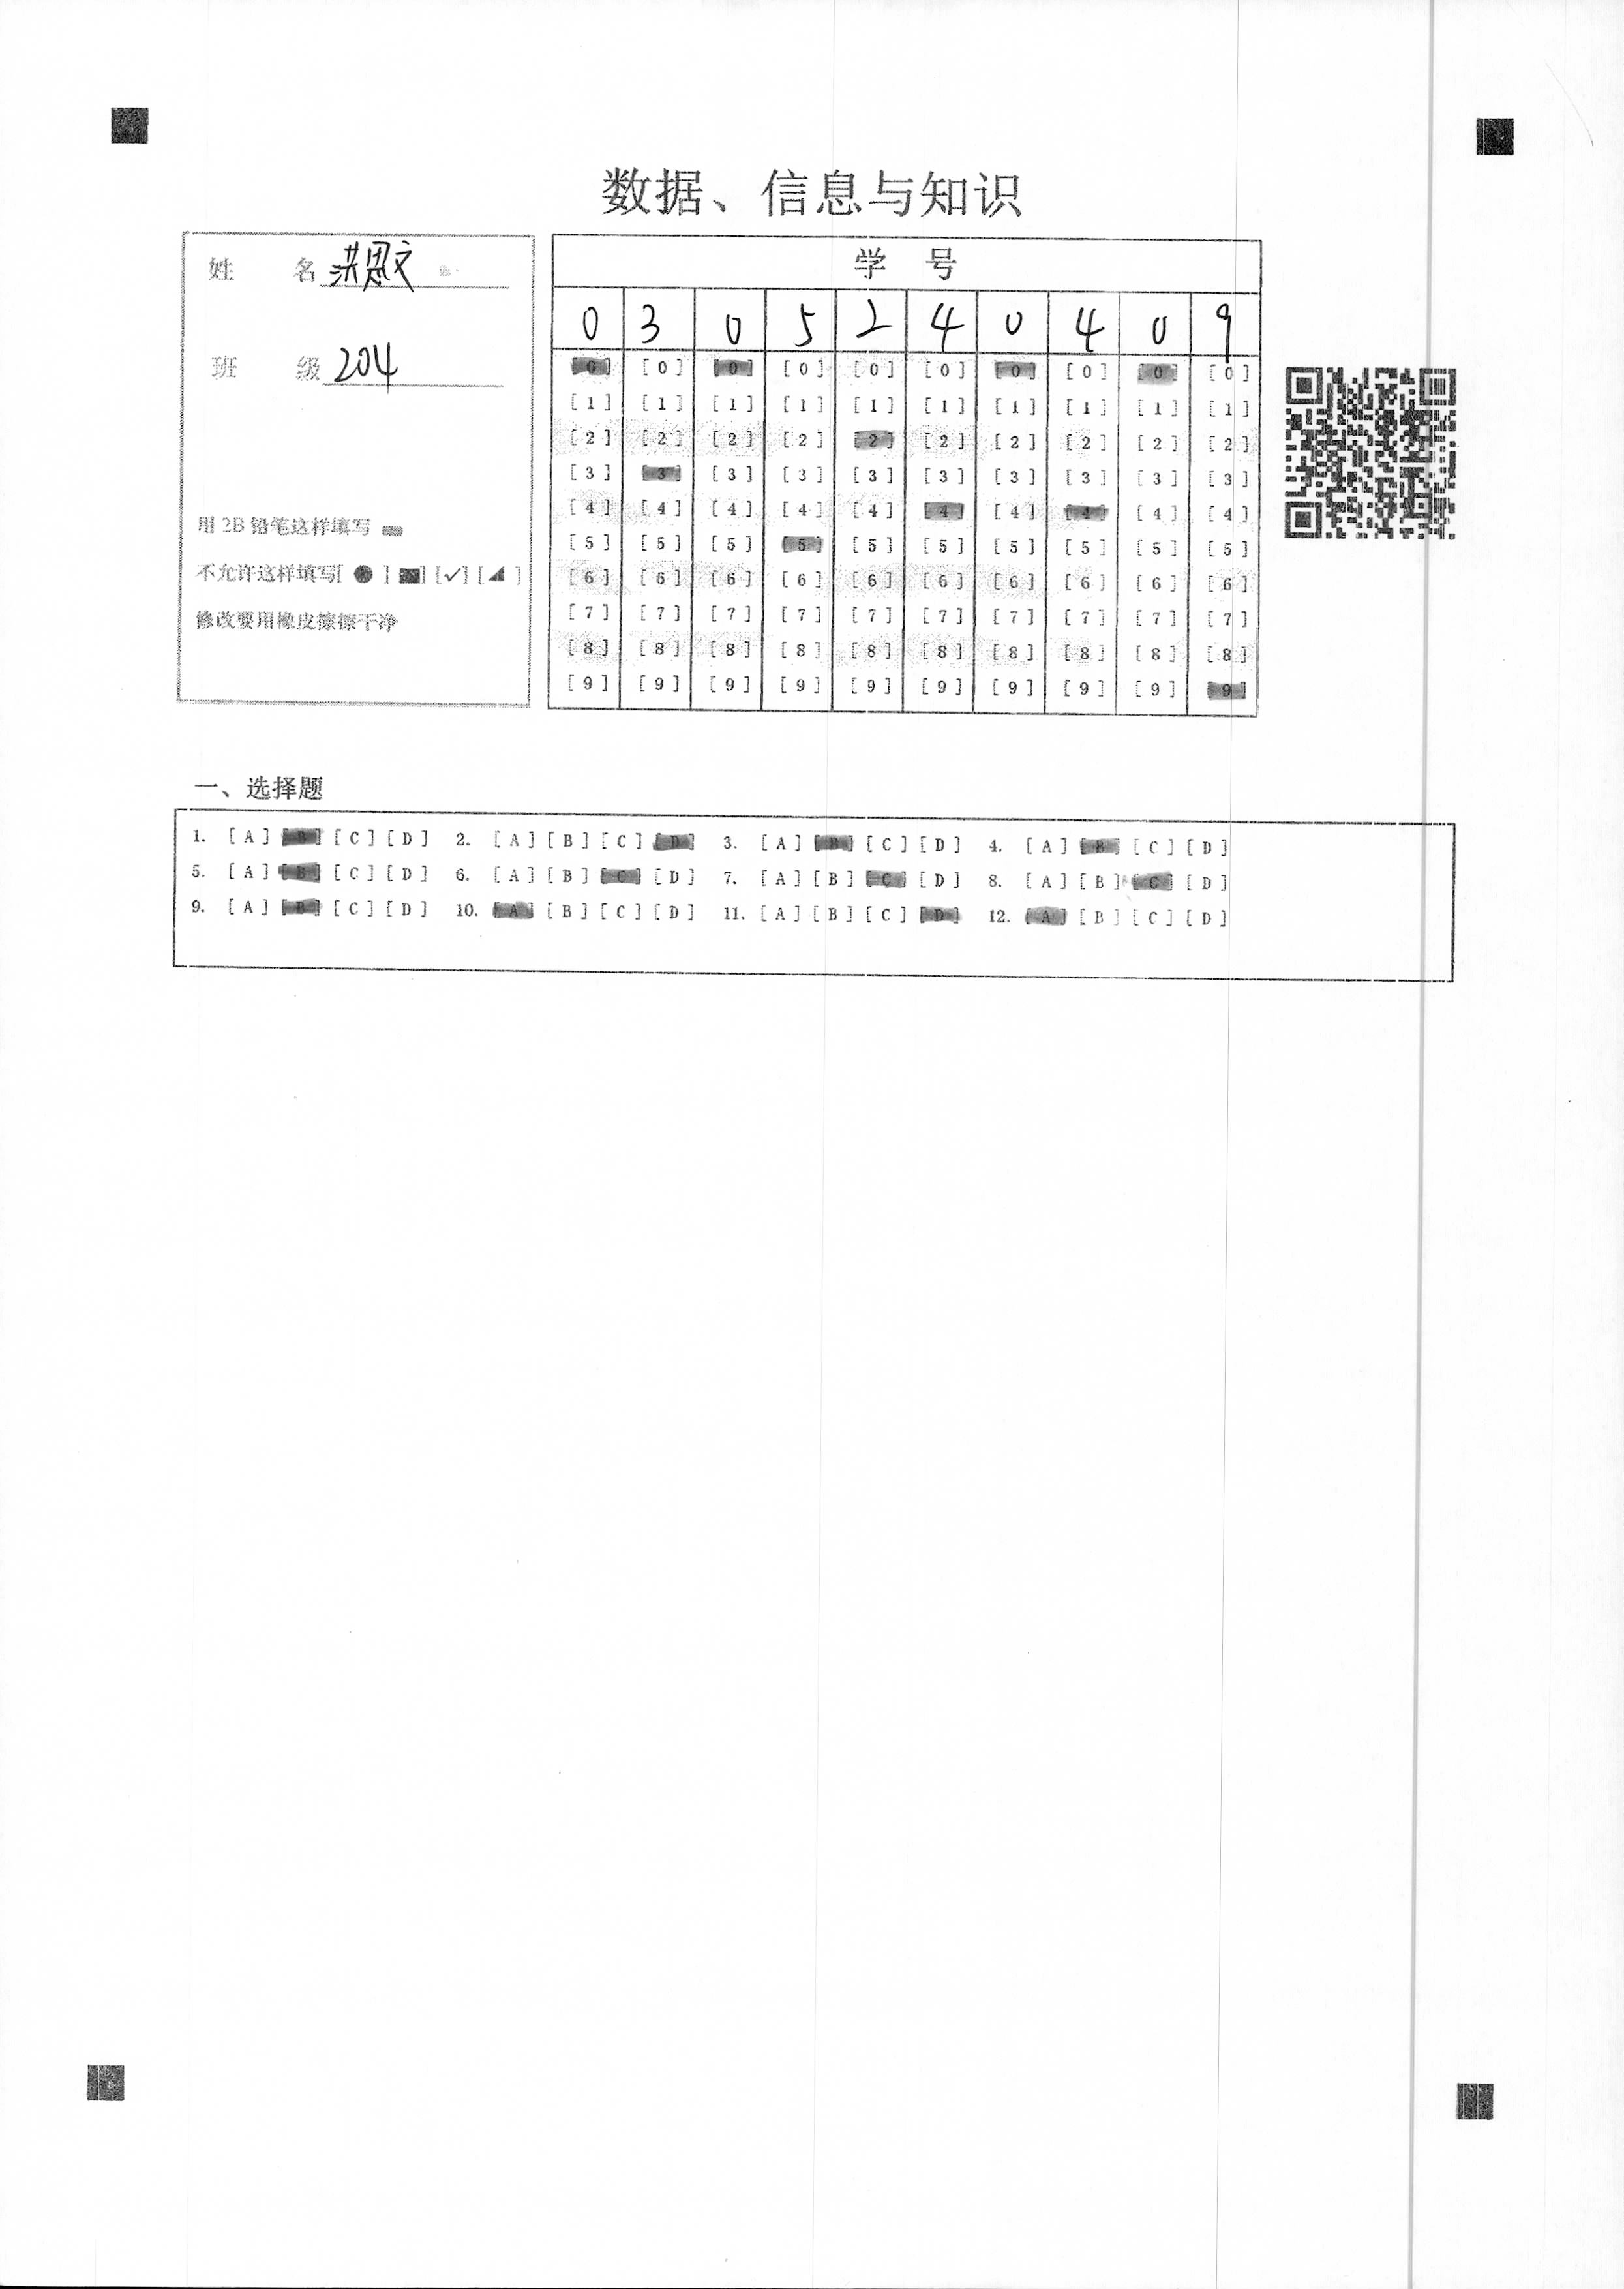 数据、信息与知识
姓 名 洪思文
班 级 204
用 2B 铅笔这样填写
不允许这样填写[ ● ] [■] [✓] [◢ ]
修改要用橡皮擦擦干净
学 号
0 3 0 5 2 4 0 4 0 9
[0] [0] [0] [0] [0] [0] [0] [0] [0] [0]
[1] [1] [1] [1] [1] [1] [1] [1] [1] [1]
[2] [2] [2] [2] [2] [2] [2] [2] [2] [2]
[3] [3] [3] [3] [3] [3] [3] [3] [3] [3]
[4] [4] [4] [4] [4] [4] [4] [4] [4] [4]
[5] [5] [5] [5] [5] [5] [5] [5] [5] [5]
[6] [6] [6] [6] [6] [6] [6] [6] [6] [6]
[7] [7] [7] [7] [7] [7] [7] [7] [7] [7]
[8] [8] [8] [8] [8] [8] [8] [8] [8] [8]
[9] [9] [9] [9] [9] [9] [9] [9] [9] [9]
一、选择题
1. [A] [B] [C] [D] 2. [A] [B] [C] [D] 3. [A] [B] [C] [D] 4. [A] [B] [C] [D]
5. [A] [B] [C] [D] 6. [A] [B] [C] [D] 7. [A] [B] [C] [D] 8. [A] [B] [C] [D]
9. [A] [B] [C] [D] 10. [A] [B] [C] [D] 11. [A] [B] [C] [D] 12. [A] [B] [C] [D]